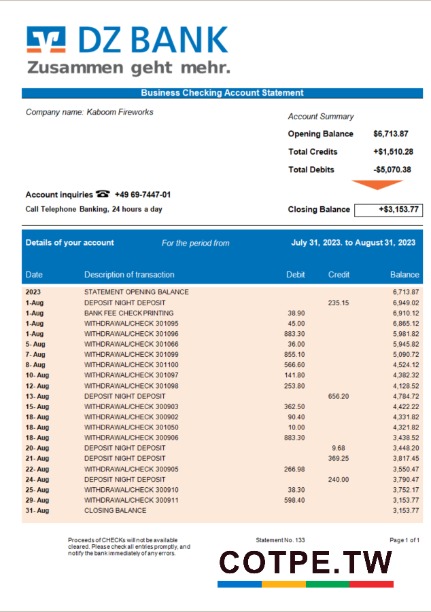 DZ BANK
Zusammen geht mehr.
Business Checking Account Statement
Company name. Kaboom Fireworks
Account Summary
Opening Balance $6,713.87
Total Credits +$1,510.28
Total Debits -$5,070.38
Account inquiries ☎ +49 69-7447-01
Call Telephone Banking, 24 hours a day
Closing Balance +$3,153.77
Details of your account For the period from July 31, 2023. to August 31, 2023
Date Description of transaction Debit Credit Balance
2023 STATEMENT OPENING BALANCE 6,713.87
1-Aug DEPOSIT NIGHT DEPOSIT 235.15 6,949.02
1-Aug BANK FEE CHECK PRINTING 38.90 6,910.12
1-Aug WITHDRAWAL/CHECK 301095 45.00 6,865.12
1-Aug WITHDRAWAL/CHECK 301096 883.30 5,981.82
5- Aug WITHDRAWAL/CHECK 301066 36.00 5,945.82
7- Aug WITHDRAWAL/CHECK 301099 855.10 5,090.72
8- Aug WITHDRAWAL/CHECK 301100 566.60 4,524.12
10- Aug WITHDRAWAL/CHECK 301097 141.80 4,382.32
12- Aug WITHDRAWAL/CHECK 301098 253.80 4,128.52
13- Aug DEPOSIT NIGHT DEPOSIT 656.20 4,784.72
15- Aug WITHDRAWAL/CHECK 300903 362.50 4,422.22
18- Aug WITHDRAWAL/CHECK 300902 90.40 4,331.82
18- Aug WITHDRAWAL/CHECK 301050 10.00 4,321.82
18- Aug WITHDRAWAL/CHECK 300906 883.30 3,438.52
20- Aug DEPOSIT NIGHT DEPOSIT 9.68 3,448.20
21- Aug DEPOSIT NIGHT DEPOSIT 369.25 3,817.45
22- Aug WITHDRAWAL/CHECK 300905 266.98 3,550.47
24- Aug DEPOSIT NIGHT DEPOSIT 240.00 3,790.47
25- Aug WITHDRAWAL/CHECK 300910 38.30 3,752.17
29- Aug WITHDRAWAL/CHECK 300911 598.40 3,153.77
31- Aug CLOSING BALANCE 3,153.77
Proceeds of CHECKs will not be available Statement No. 133 Page 1 of 1
cleared. Please check all entries promptly, and
notify the bank immediately of any errors.
COTPE.TW